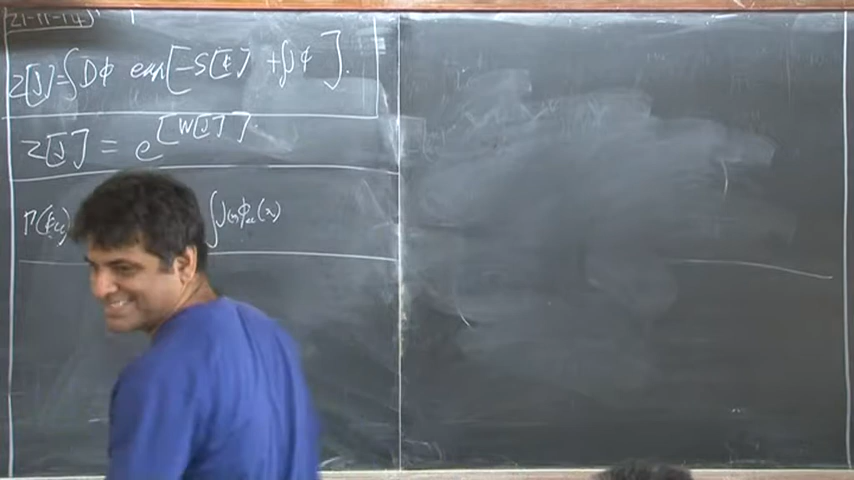 (21-11-14)
Z[J]=∫Dϕ exp[-S[ϕ] +∫Jϕ].
Z[J] = e^[W[J]].
Γ[ϕcl ∫J(x)ϕcl(x)